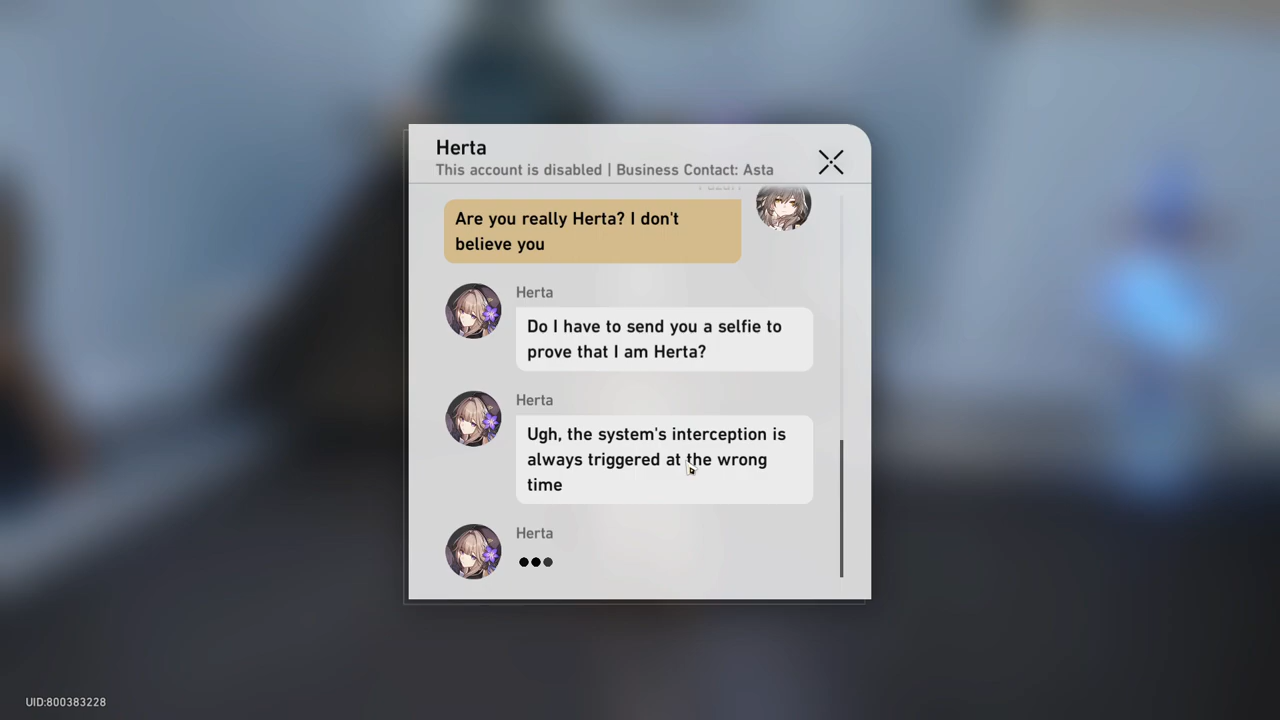 Herta
This account is disabled | Business Contact: Asta
Are you really Herta? I don't
believe you
Herta
Do I have to send you a selfie to
prove that I am Herta?
Herta
Ugh, the system's interception is
always triggered at the wrong
time
Herta
UID:800383228